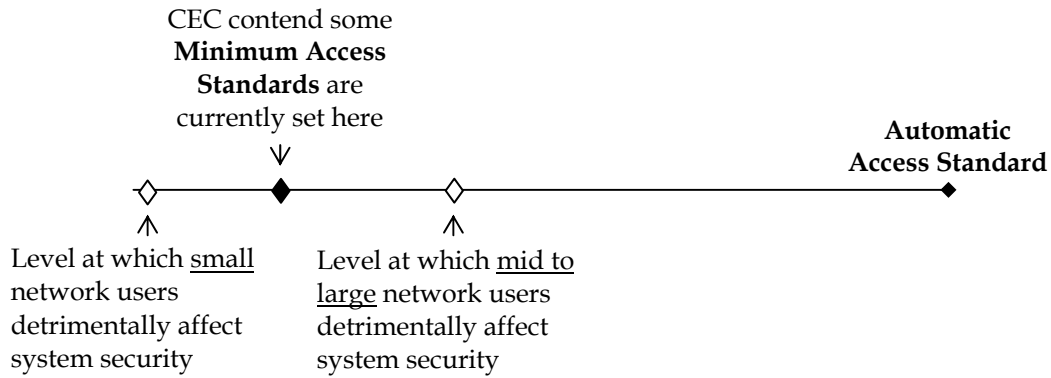 CEC contend some
Minimum Access
Standards are
currently set here
Automatic
Access Standard
Level at which small
network users
detrimentally affect
system security
Level at which mid to
large network users
detrimentally affect
system security